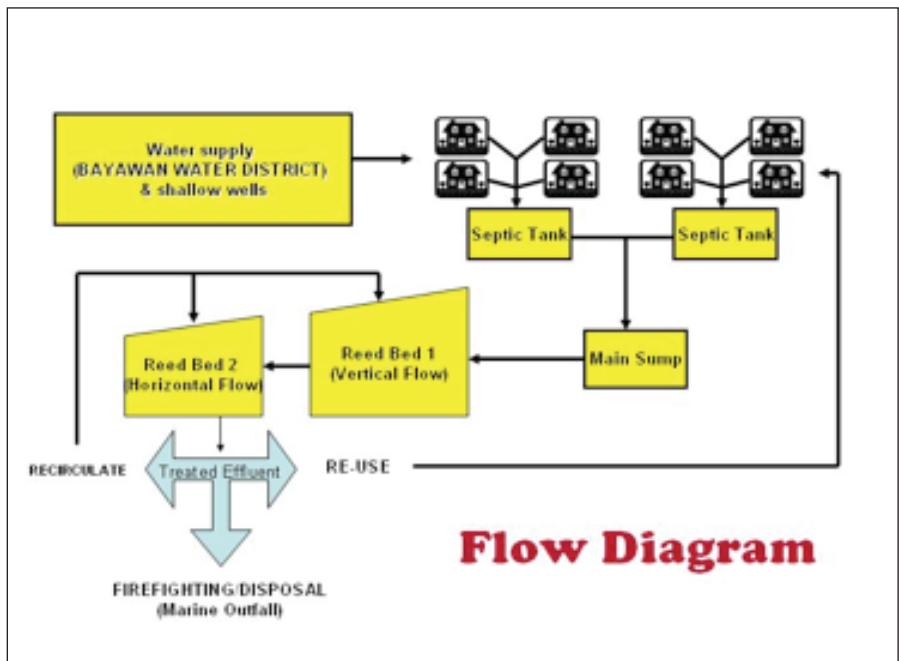 Water supply
(BAYAWAN WATER DISTRICT)
& shallow wells
Septic Tank
Septic Tank
Reed Bed 2
(Horizontal Flow)
Reed Bed 1
(Vertical Flow)
Main Sump
RECIRCULATE
Treated Effluent
RE-USE
Flow Diagram
FIREFIGHTING/DISPOSAL
(Marine Outfall)